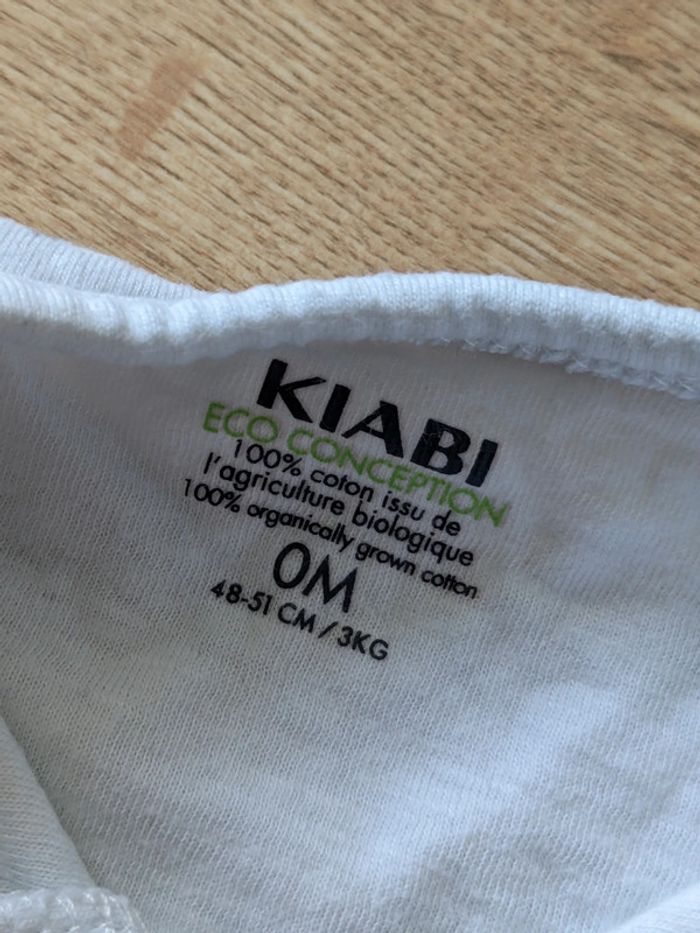 KIABI
ECO CONCEPTION
100% coton issu de
l'agriculture biologique
100% organically grown cotton
0M
48-51 CM / 3KG